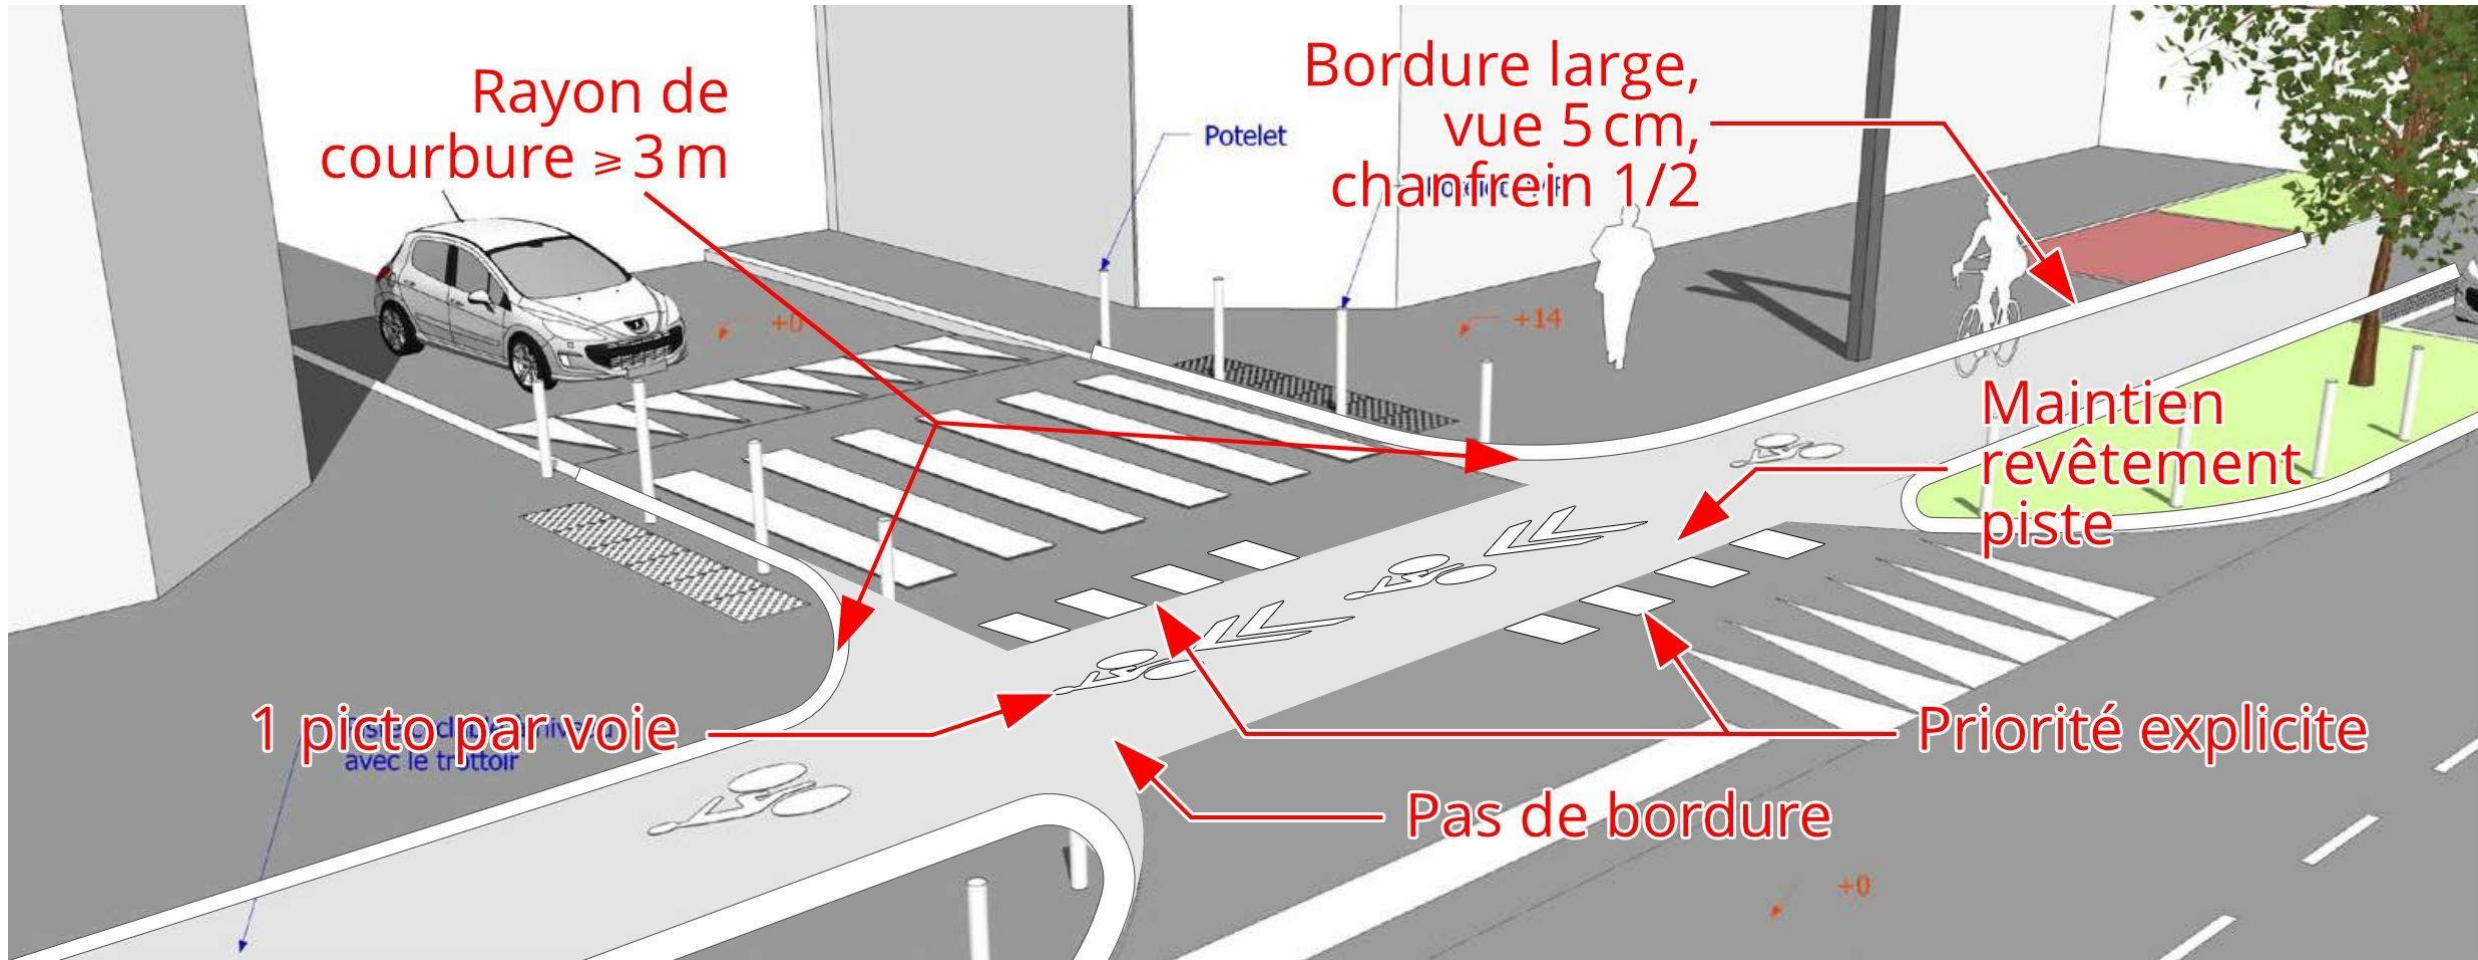 Rayon de
courbure ⩾ 3 m
Bordure large,
vue 5 cm,
chanfrein 1/2
Potelet
+0
+14
Maintien
revêtement
piste
1 picto par voie
avec le trottoir
Priorité explicite
Pas de bordure
+0